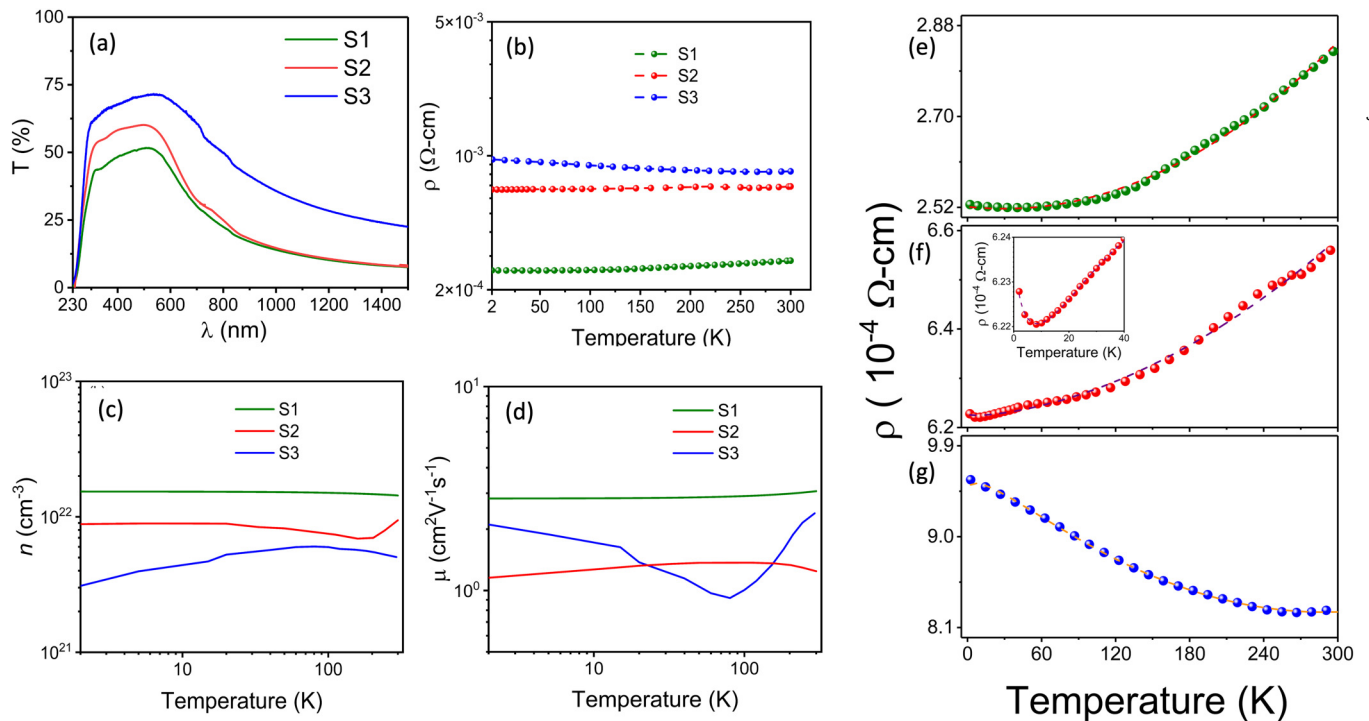 (a)
S1
S2
S3
T (%)
100
75
50
25
0
230
400
600
800
1000
1200
1400
λ (nm)
(b)
S1
S2
S3
ρ (Ω-cm)
5×10⁻³
10⁻³
2×10⁻⁴
2
50
100
150
200
250
300
Temperature (K)
(c)
S1
S2
S3
n (cm⁻³)
10²³
10²²
10²¹
10
100
Temperature (K)
(d)
S1
S2
S3
μ (cm²V⁻¹s⁻¹)
10¹
10⁰
10
100
Temperature (K)
(e)
2.88
2.70
2.52
(f)
6.6
6.4
6.2
ρ (10⁻⁴ Ω-cm)
6.24
6.23
6.22
0
20
40
Temperature (K)
(g)
9.9
9.0
8.1
0
60
120
180
240
300
ρ ( 10⁻⁴ Ω-cm)
Temperature (K)